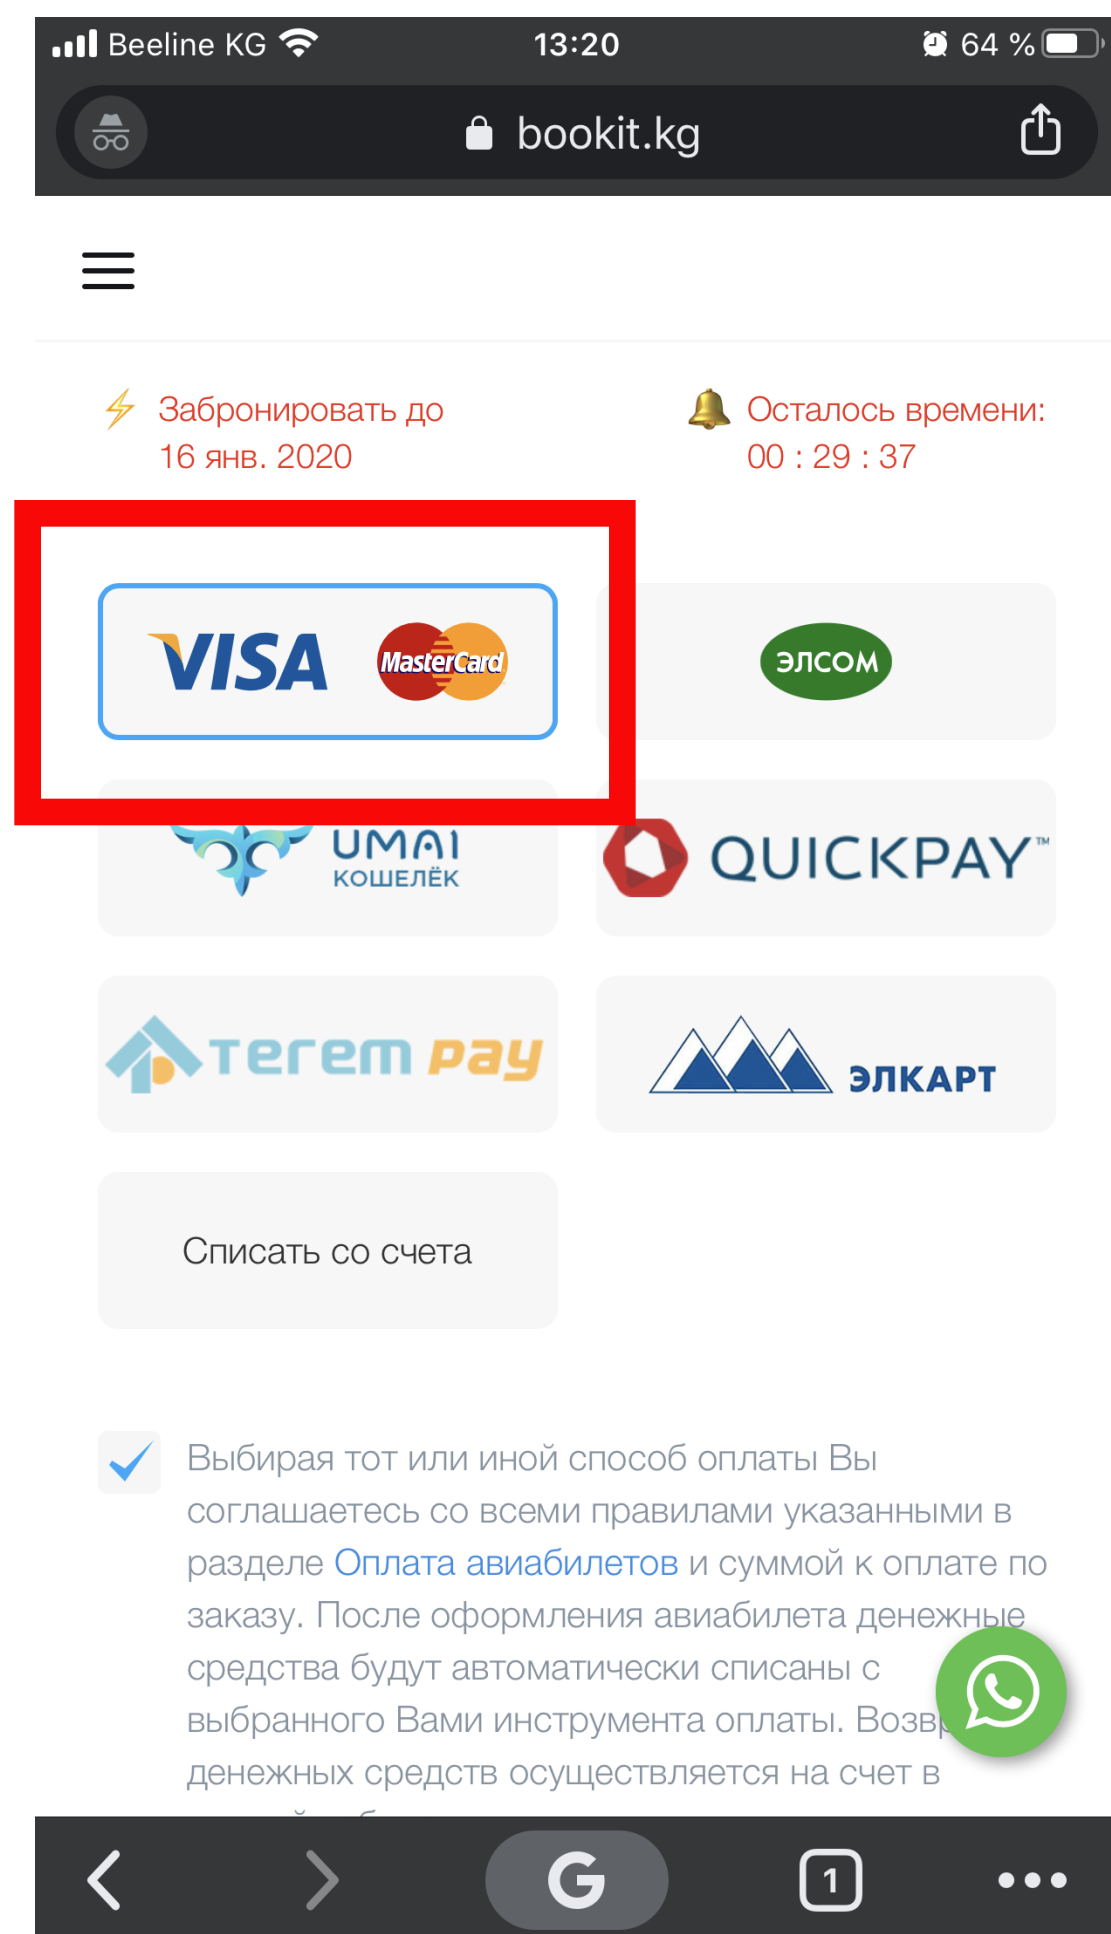 Beeline KG 13:20 64 %
bookit.kg
Забронировать до
16 янв. 2020
Осталось времени:
00 : 29 : 37
VISA MasterCard
ЭЛСОМ
UMAI
КОШЕЛЁК
QUICKPAY™
тегем pay
ЭЛКАРТ
Списать со счета
Выбирая тот или иной способ оплаты Вы
соглашаетесь со всеми правилами указанными в
разделе Оплата авиабилетов и суммой к оплате по
заказу. После оформления авиабилета денежные
средства будут автоматически списаны с
выбранного Вами инструмента оплаты.
денежных средств осуществляется на счет в
G 1